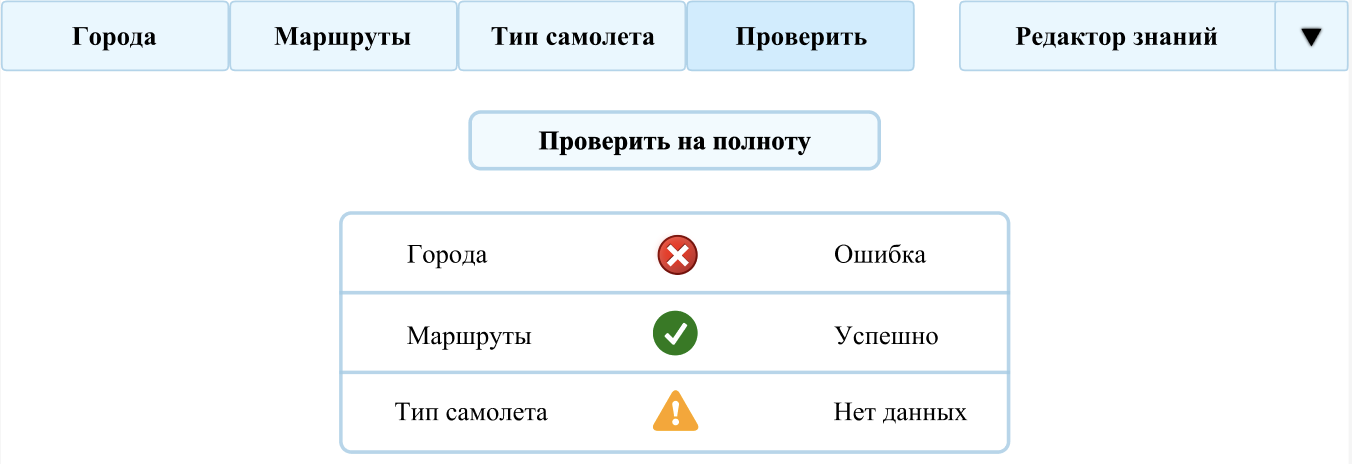 Города Маршруты Тип самолета Проверить Редактор знаний
Проверить на полноту
Города Ошибка
Маршруты Успешно
Тип самолета Нет данных